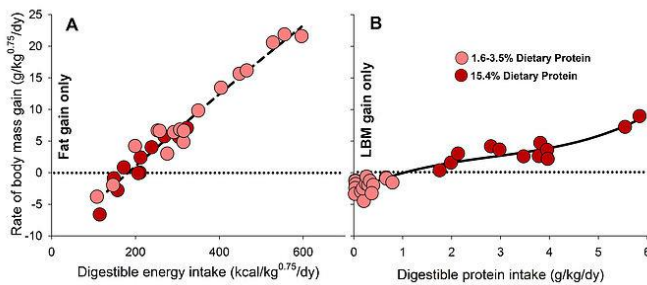 A
B
25
20
15
10
5
0
-5
-10
Rate of body mass gain (g/kg^0.75/dy)
Fat gain only
0
200
400
600
Digestible energy intake (kcal/kg^0.75/dy)
LBM gain only
1.6-3.5% Dietary Protein
15.4% Dietary Protein
0
1
2
3
4
5
6
Digestible protein intake (g/kg/dy)